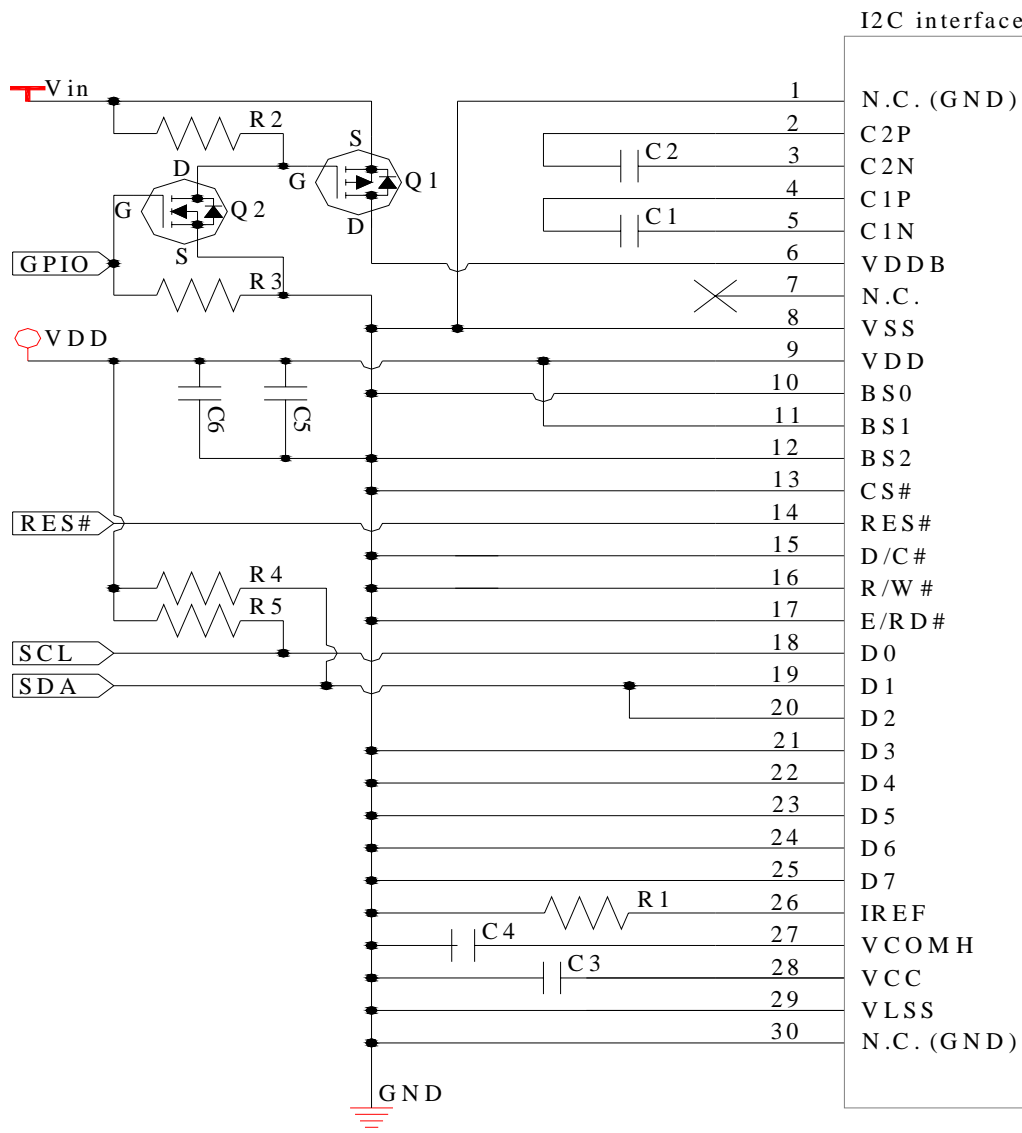 I2C interface
Vin
R2
D
G
Q2
S
S
G
Q1
D
GPIO
R3
VDD
C6
C5
RES#
R4
R5
SCL
SDA
GND
C2
C1
R1
C4
C3
1 N.C. (GND)
2 C2P
3 C2N
4 C1P
5 C1N
6 VDDB
7 N.C.
8 VSS
9 VDD
10 BS0
11 BS1
12 BS2
13 CS#
14 RES#
15 D/C#
16 R/W#
17 E/RD#
18 D0
19 D1
20 D2
21 D3
22 D4
23 D5
24 D6
25 D7
26 IREF
27 VCOMH
28 VCC
29 VLSS
30 N.C. (GND)